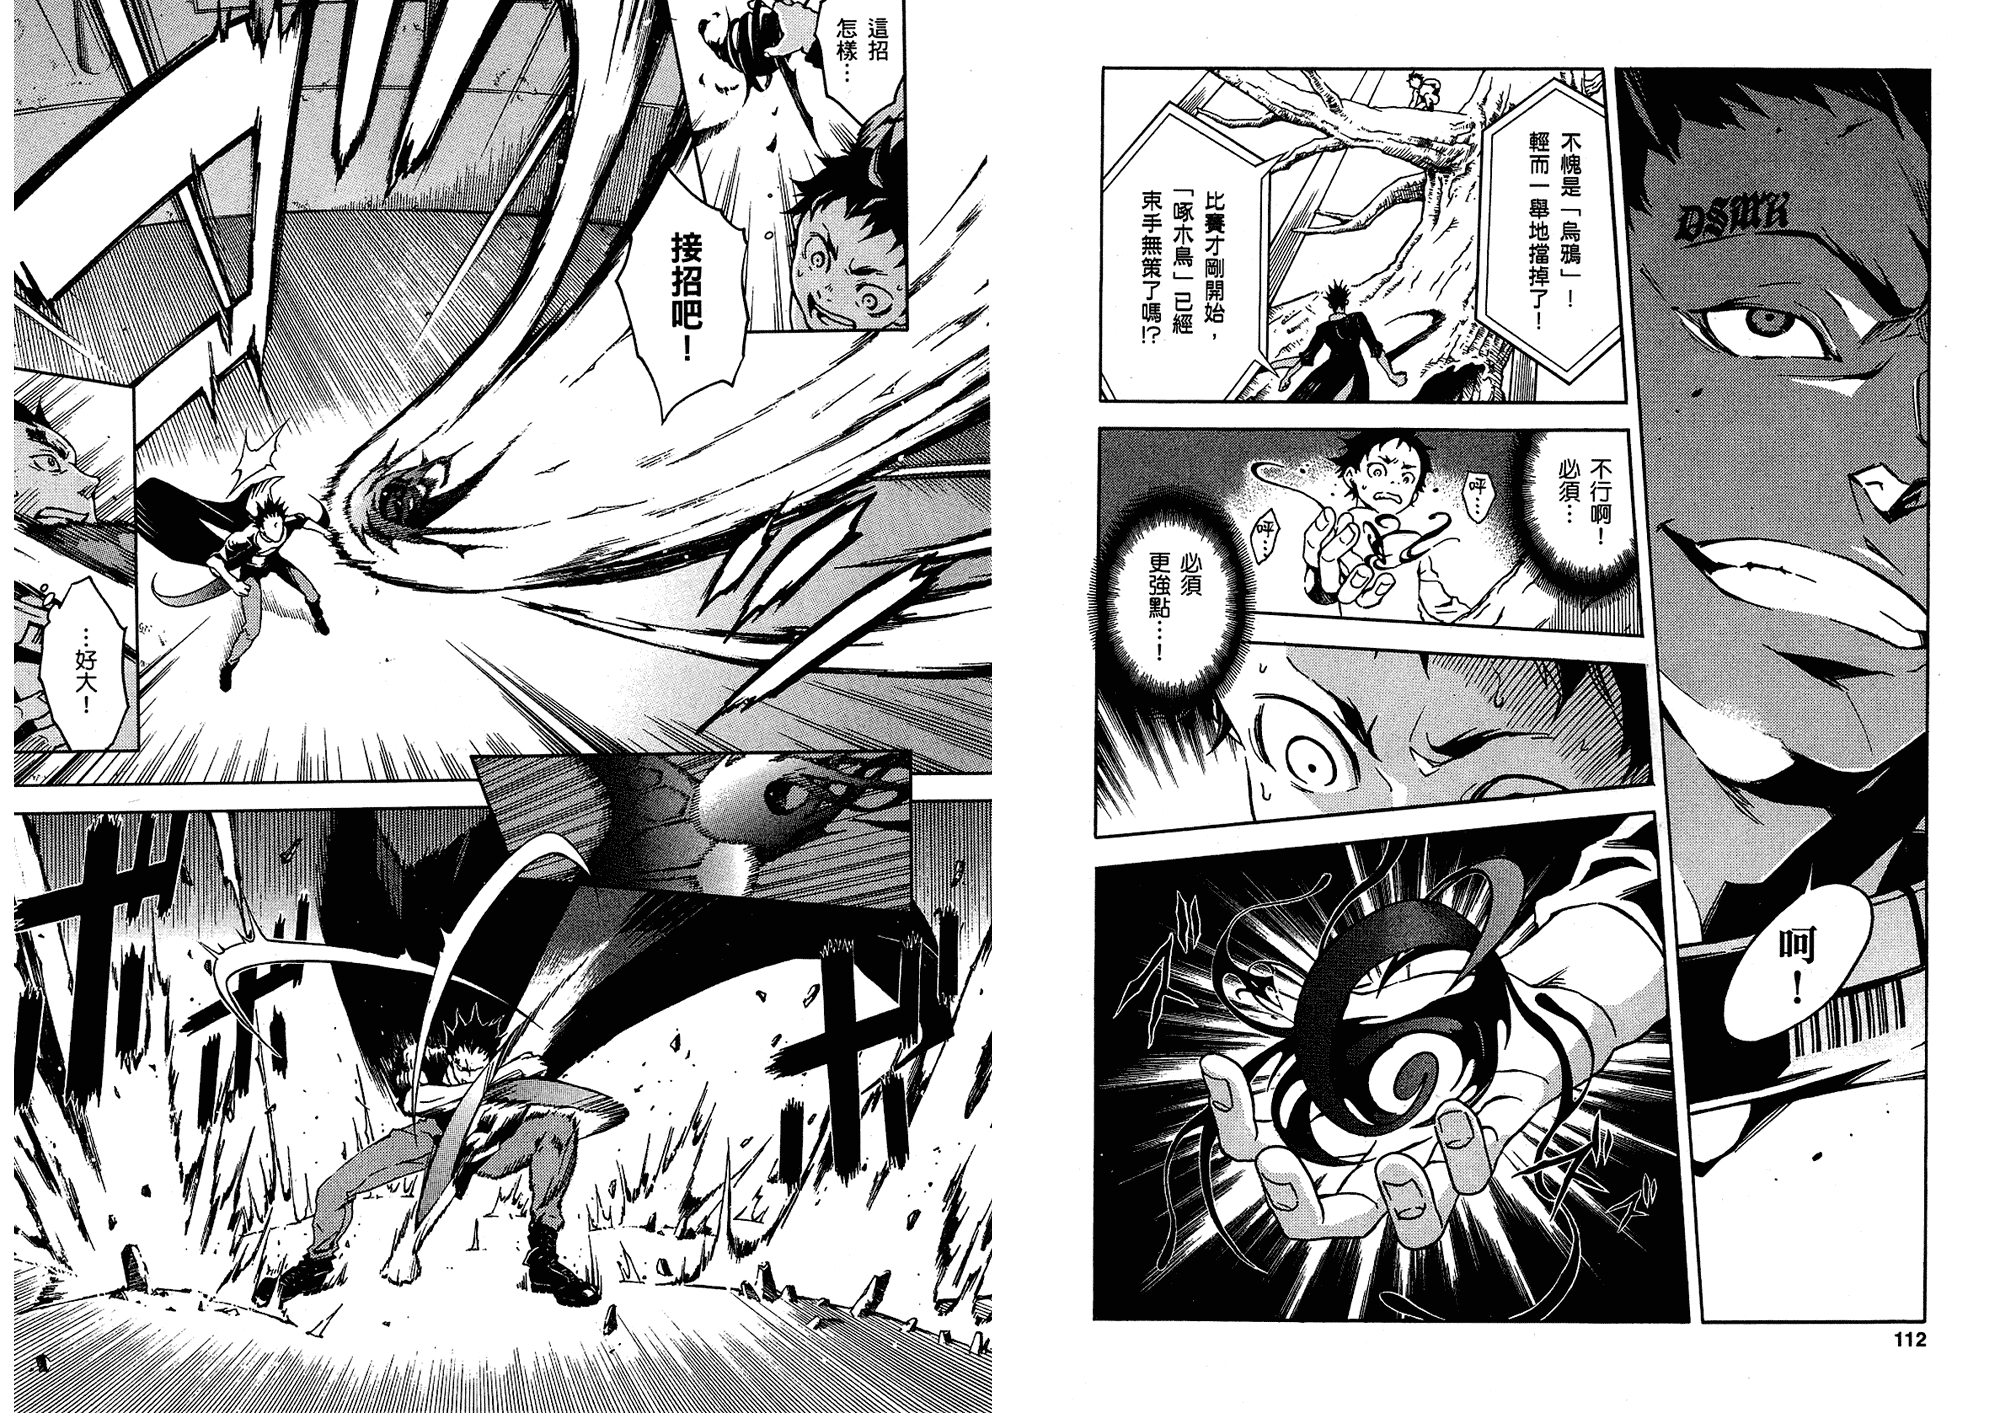 不愧是「烏鴉」！
輕而一舉地擋掉了！
比賽才剛開始，
「啄木鳥」已經
束手無策了嗎!?
呵！
不行啊！
必須…
呼…
呼…
必須
更強點…！
112
這招
怎樣…
接招吧！
…好大！